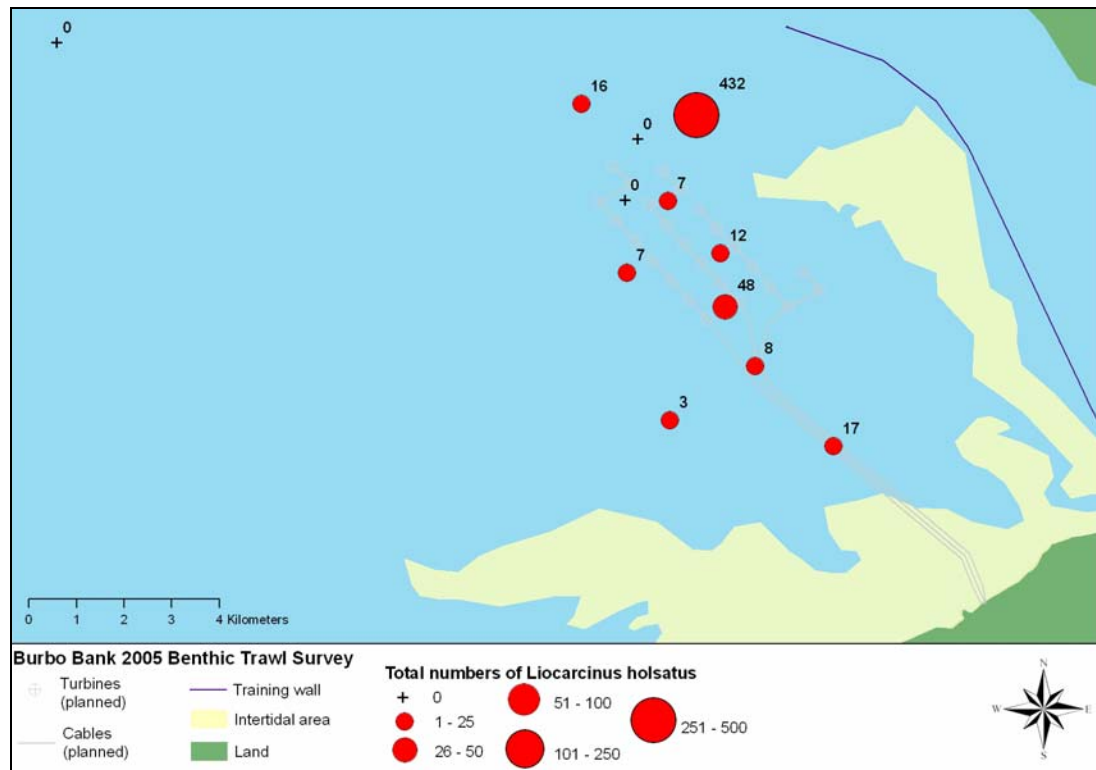 0
16
432
0
0
7
12
7
48
8
3
17
0 1 2 3 4 Kilometers
Burbo Bank 2005 Benthic Trawl Survey
Turbines
(planned)
Cables
(planned)
Training wall
Intertidal area
Land
Total numbers of Liocarcinus holsatus
0
1 - 25
26 - 50
51 - 100
101 - 250
251 - 500
N
W E
S